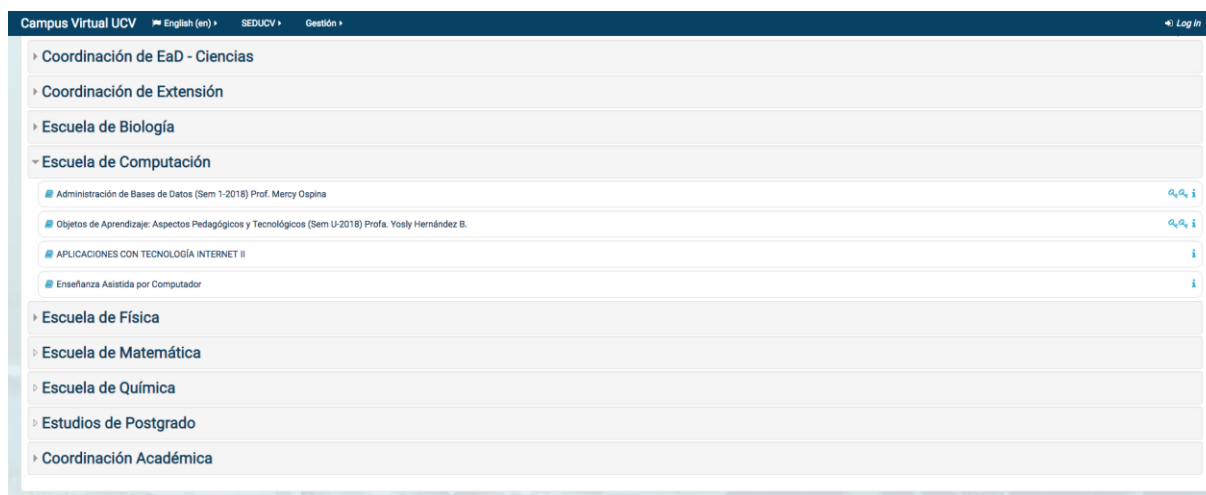 Campus Virtual UCV English (en) SEDUCV Gestión Log in
Coordinación de EaD - Ciencias
Coordinación de Extensión
Escuela de Biología
Escuela de Computación
Administración de Bases de Datos (Sem 1-2018) Prof. Mercy Ospina
Objetos de Aprendizaje: Aspectos Pedagógicos y Tecnológicos (Sem U-2018) Profa. Yosly Hernández B.
APLICACIONES CON TECNOLOGÍA INTERNET II
Enseñanza Asistida por Computador
Escuela de Física
Escuela de Matemática
Escuela de Química
Estudios de Postgrado
Coordinación Académica